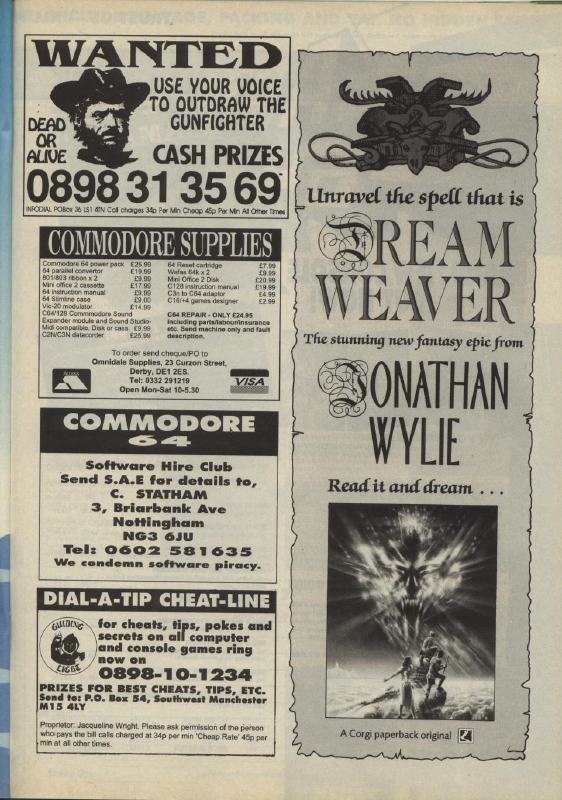 WANTED
USE YOUR VOICE
TO OUTDRAW THE
GUNFIGHTER
DEAD
OR
ALIVE
CASH PRIZES
0898 31 35 69
INFODIAL POBox 36 LS1 4TN Call charges 34p Per Min Cheap 45p Per Min All Other Times
COMMODORE SUPPLIES
Commodore 64 power pack £25.99
64 parallel convertor £19.99
801/803 ribbon x 2 £9.99
Mini office 2 cassette £17.99
64 instruction manual £9.99
64 Slimline case £9.00
Vic-20 modulator £14.99
C64/128 Commodore Sound
Expander module and Sound Studio-
Midi compatible. Disk or cass £9.99
C2N/C3N datacorder £25.99
64 Reset cartridge £7.99
Wafas 64k x 2 £9.99
Mini Office 2 Disk £20.99
C128 instruction manual £19.99
C3n to C64 adaptor £4.99
C16/+4 games designer £2.99
C64 REPAIR - ONLY £24.95
including parts/labour/insurance
etc. Send machine only and fault
description.
To order send cheque/PO to
Omnidale Supplies, 23 Curzon Street,
Derby, DE1 2ES.
Tel: 0332 291219
Open Mon-Sat 10-5.30
Access
VISA
COMMODORE
64
Software Hire Club
Send S.A.E for details to,
C. STATHAM
3, Briarbank Ave
Nottingham
NG3 6JU
Tel: 0602 581635
We condemn software piracy.
DIAL-A-TIP CHEAT-LINE
GUIDING
LIGHT
for cheats, tips, pokes and
secrets on all computer
and console games ring
now on
0898-10-1234
PRIZES FOR BEST CHEATS, TIPS, ETC.
Send to: P.O. Box 54, Southwest Manchester
M15 4LY
Proprietor: Jacqueline Wright. Please ask permission of the person
who pays the bill calls charged at 34p per min 'Cheap Rate' 45p per
min at all other times.
Unravel the spell that is
DREAM
WEAVER
The stunning new fantasy epic from
JONATHAN
WYLIE
Read it and dream . . .
A Corgi paperback original